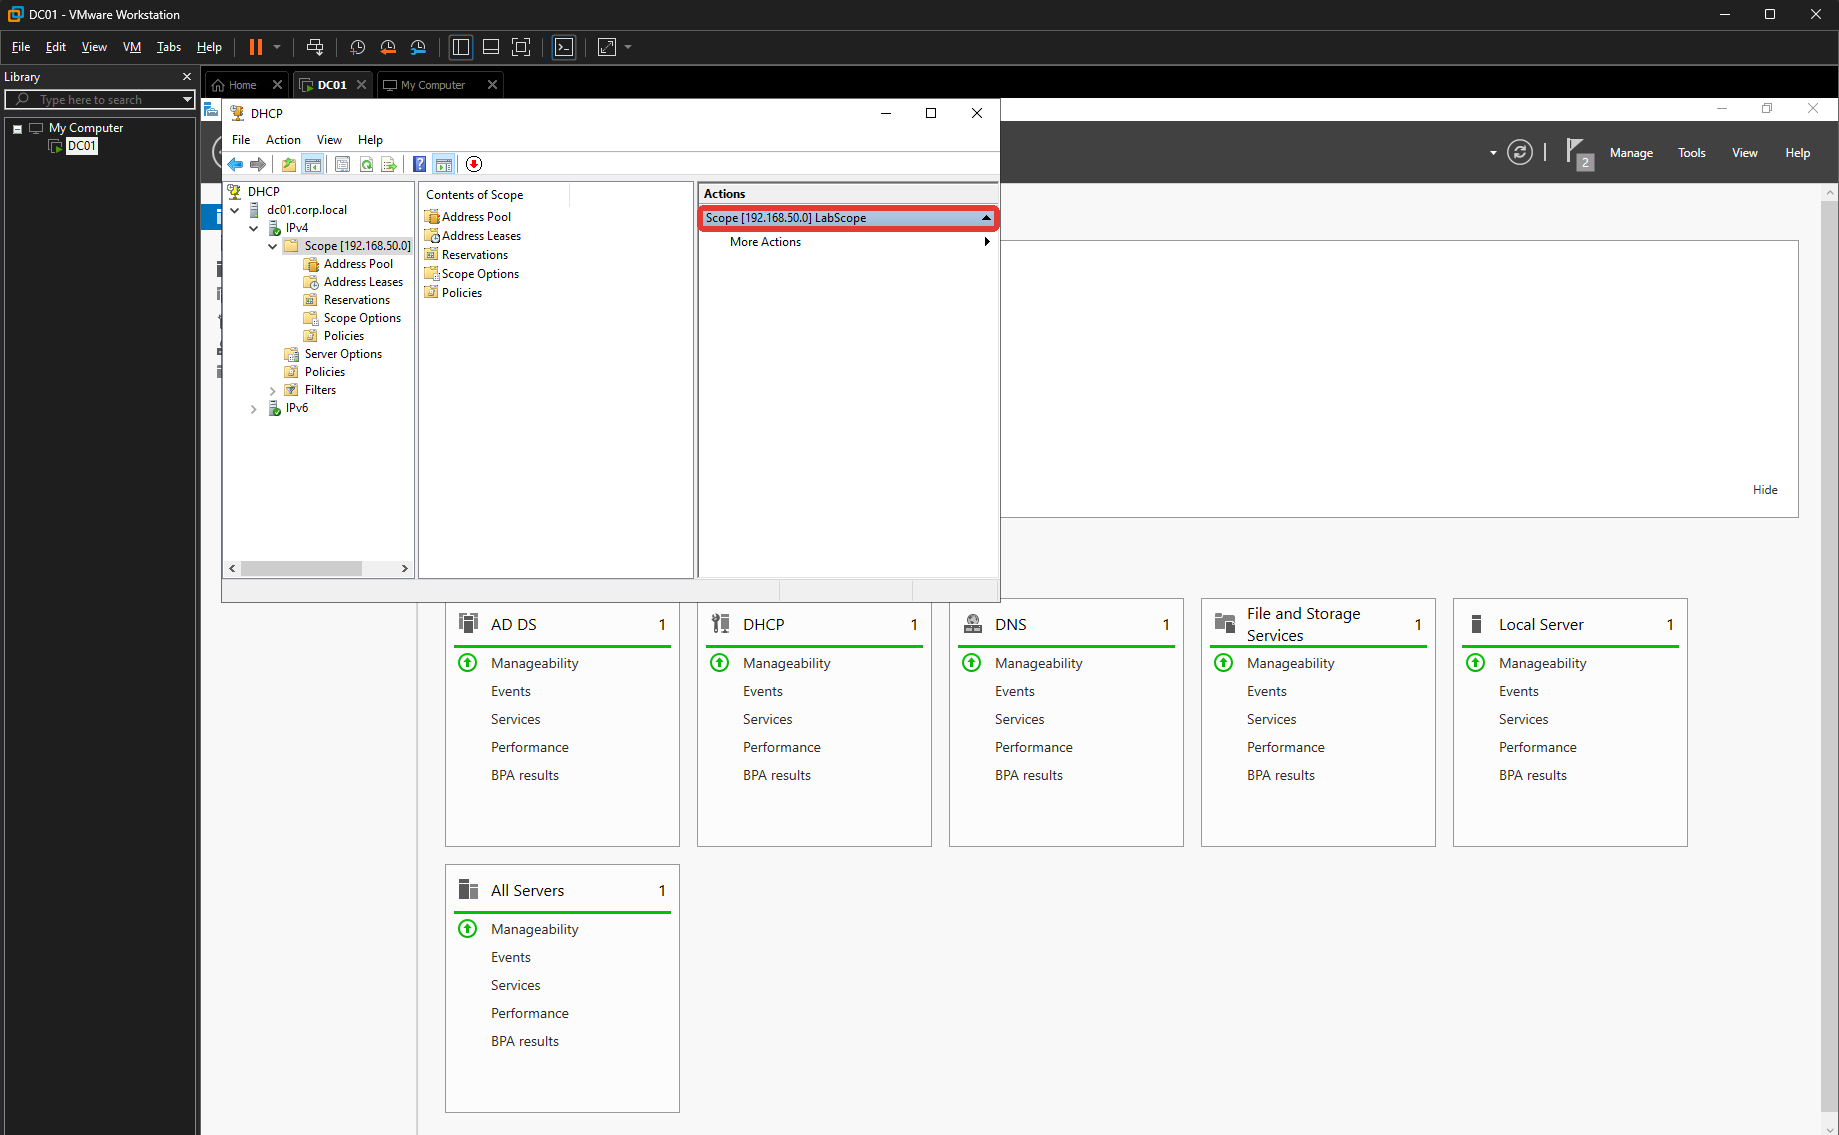 DC01 - VMware Workstation
File Edit View VM Tabs Help
Library
Type here to search
My Computer
DC01
Home
DC01
My Computer
DHCP
File Action View Help
DHCP
dc01.corp.local
IPv4
Scope [192.168.50.0]
Address Pool
Address Leases
Reservations
Scope Options
Policies
Server Options
Policies
Filters
IPv6
Contents of Scope
Address Pool
Address Leases
Reservations
Scope Options
Policies
Actions
Scope [192.168.50.0] LabScope
More Actions
2
Manage Tools View Help
Hide
AD DS 1
Manageability
Events
Services
Performance
BPA results
DHCP 1
Manageability
Events
Services
Performance
BPA results
DNS 1
Manageability
Events
Services
Performance
BPA results
File and Storage
Services 1
Manageability
Events
Services
Performance
BPA results
Local Server 1
Manageability
Events
Services
Performance
BPA results
All Servers 1
Manageability
Events
Services
Performance
BPA results